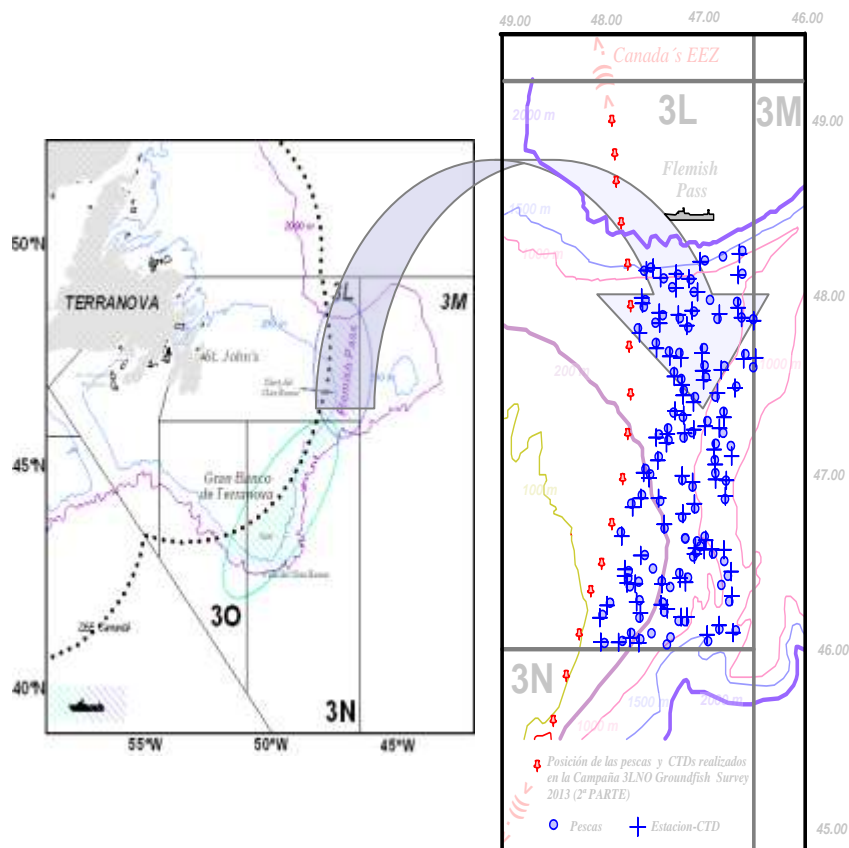 49.00
48.00
47.00
46.00
Canada´s EEZ
2000 m
3L
3M
49.00
Flemish
Pass
1500 m
1000 m
48.00
1000 m
200 m
47.00
100 m
46.00
3N
1500 m
2000 m
1000 m
Posición de las pescas y CTDs realizados
en la Campaña 3LNO Groundfish Survey
2013 (2ª PARTE)
Pescas
Estacion-CTD
45.00
50°N
2000 m
3L
3M
TERRANOVA
St. John's
Flemish Pass
45°N
Gran Banco
de Terranova
3O
40°N
3N
55°W
50°W
45°W